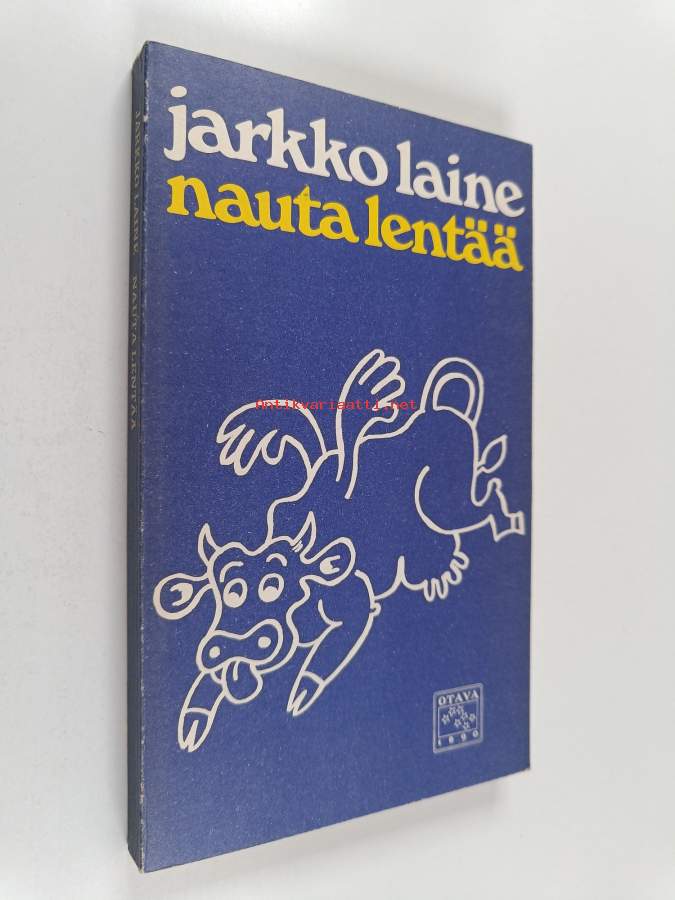 jarkko laine
nauta lentää
Antikvariaatti.net
OTAVA
1890
JARKKO LAINE NAUTA LENTÄÄ